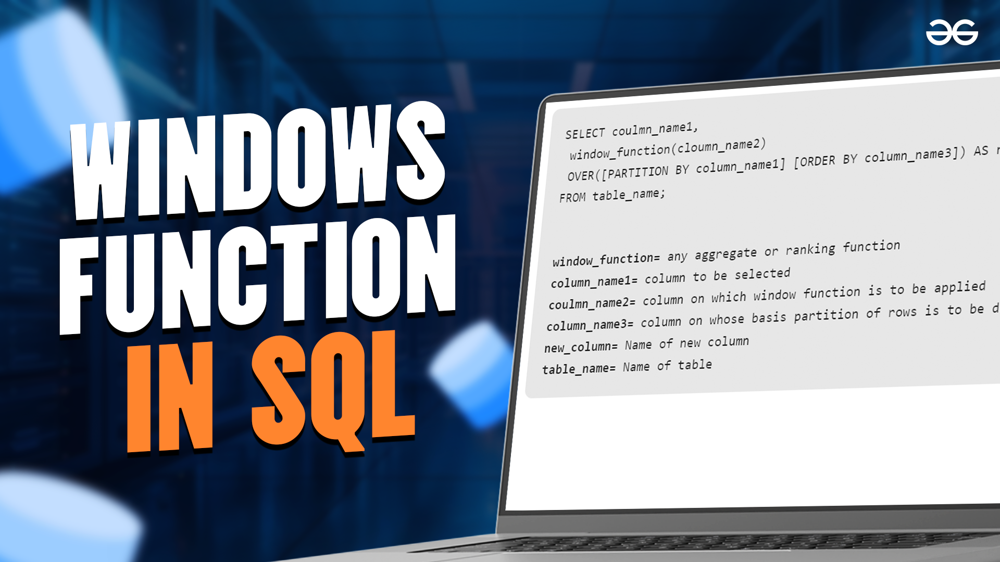 WINDOWS
FUNCTION
IN SQL
SELECT coulmn_name1,
window_function(cloumn_name2)
OVER([PARTITION BY column_name1] [ORDER BY column_name3]) AS
FROM table_name;
window_function= any aggregate or ranking function
column_name1= column to be selected
coulmn_name2= column on which window function is to be applied
column_name3= column on whose basis partition of rows is to be
new_column= Name of new column
table_name= Name of table